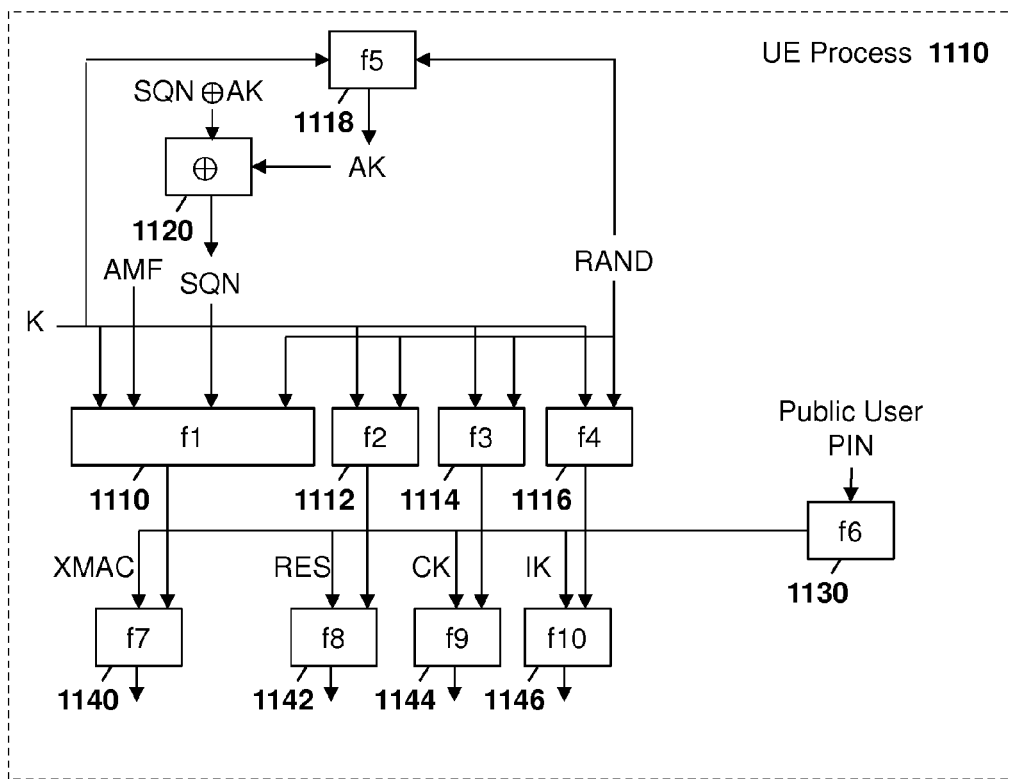 UE Process 1110
f5
1118
SQN ⊕AK
⊕
AK
1120
AMF
SQN
RAND
K
f1
f2
f3
f4
1110
1112
1114
1116
Public User
PIN
f6
1130
XMAC
RES
CK
IK
f7
f8
f9
f10
1140
1142
1144
1146